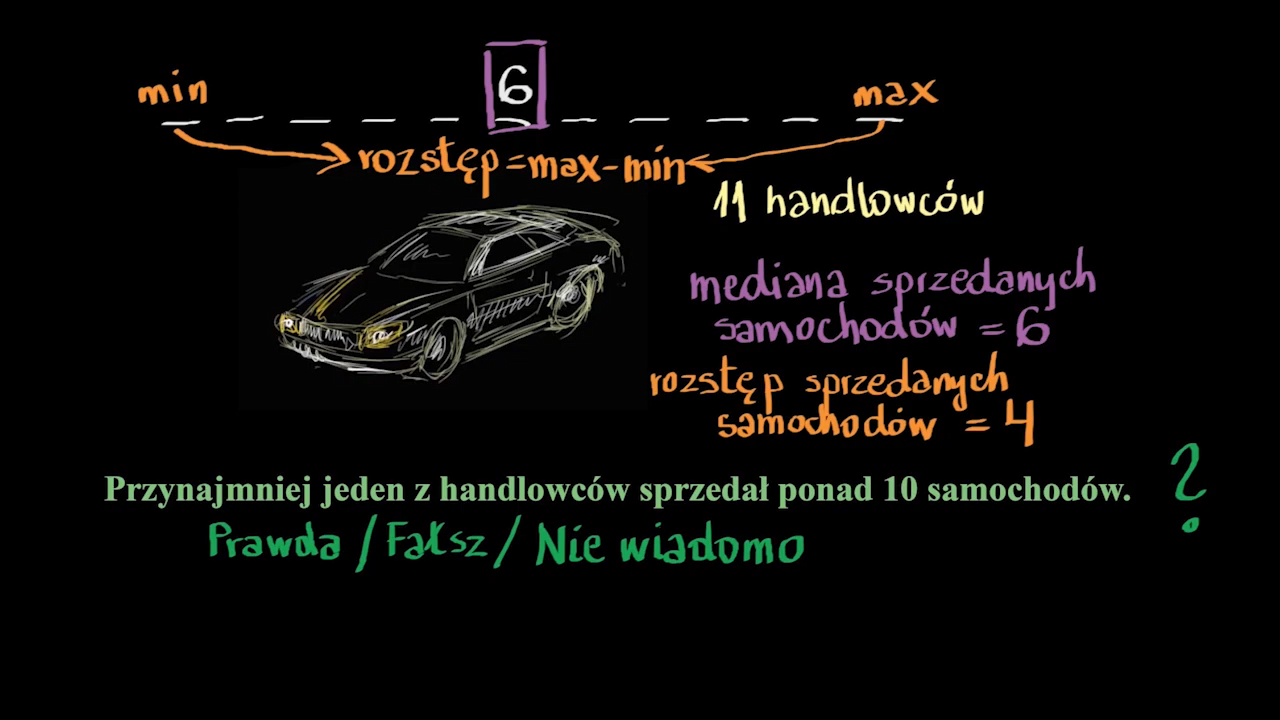 min
6
max
rozstęp=max-min
11 handlowców
mediana sprzedanych
samochodów = 6
rozstęp sprzedanych
samochodów = 4
Przynajmniej jeden z handlowców sprzedał ponad 10 samochodów. ?
Prawda / Fałsz / Nie wiadomo